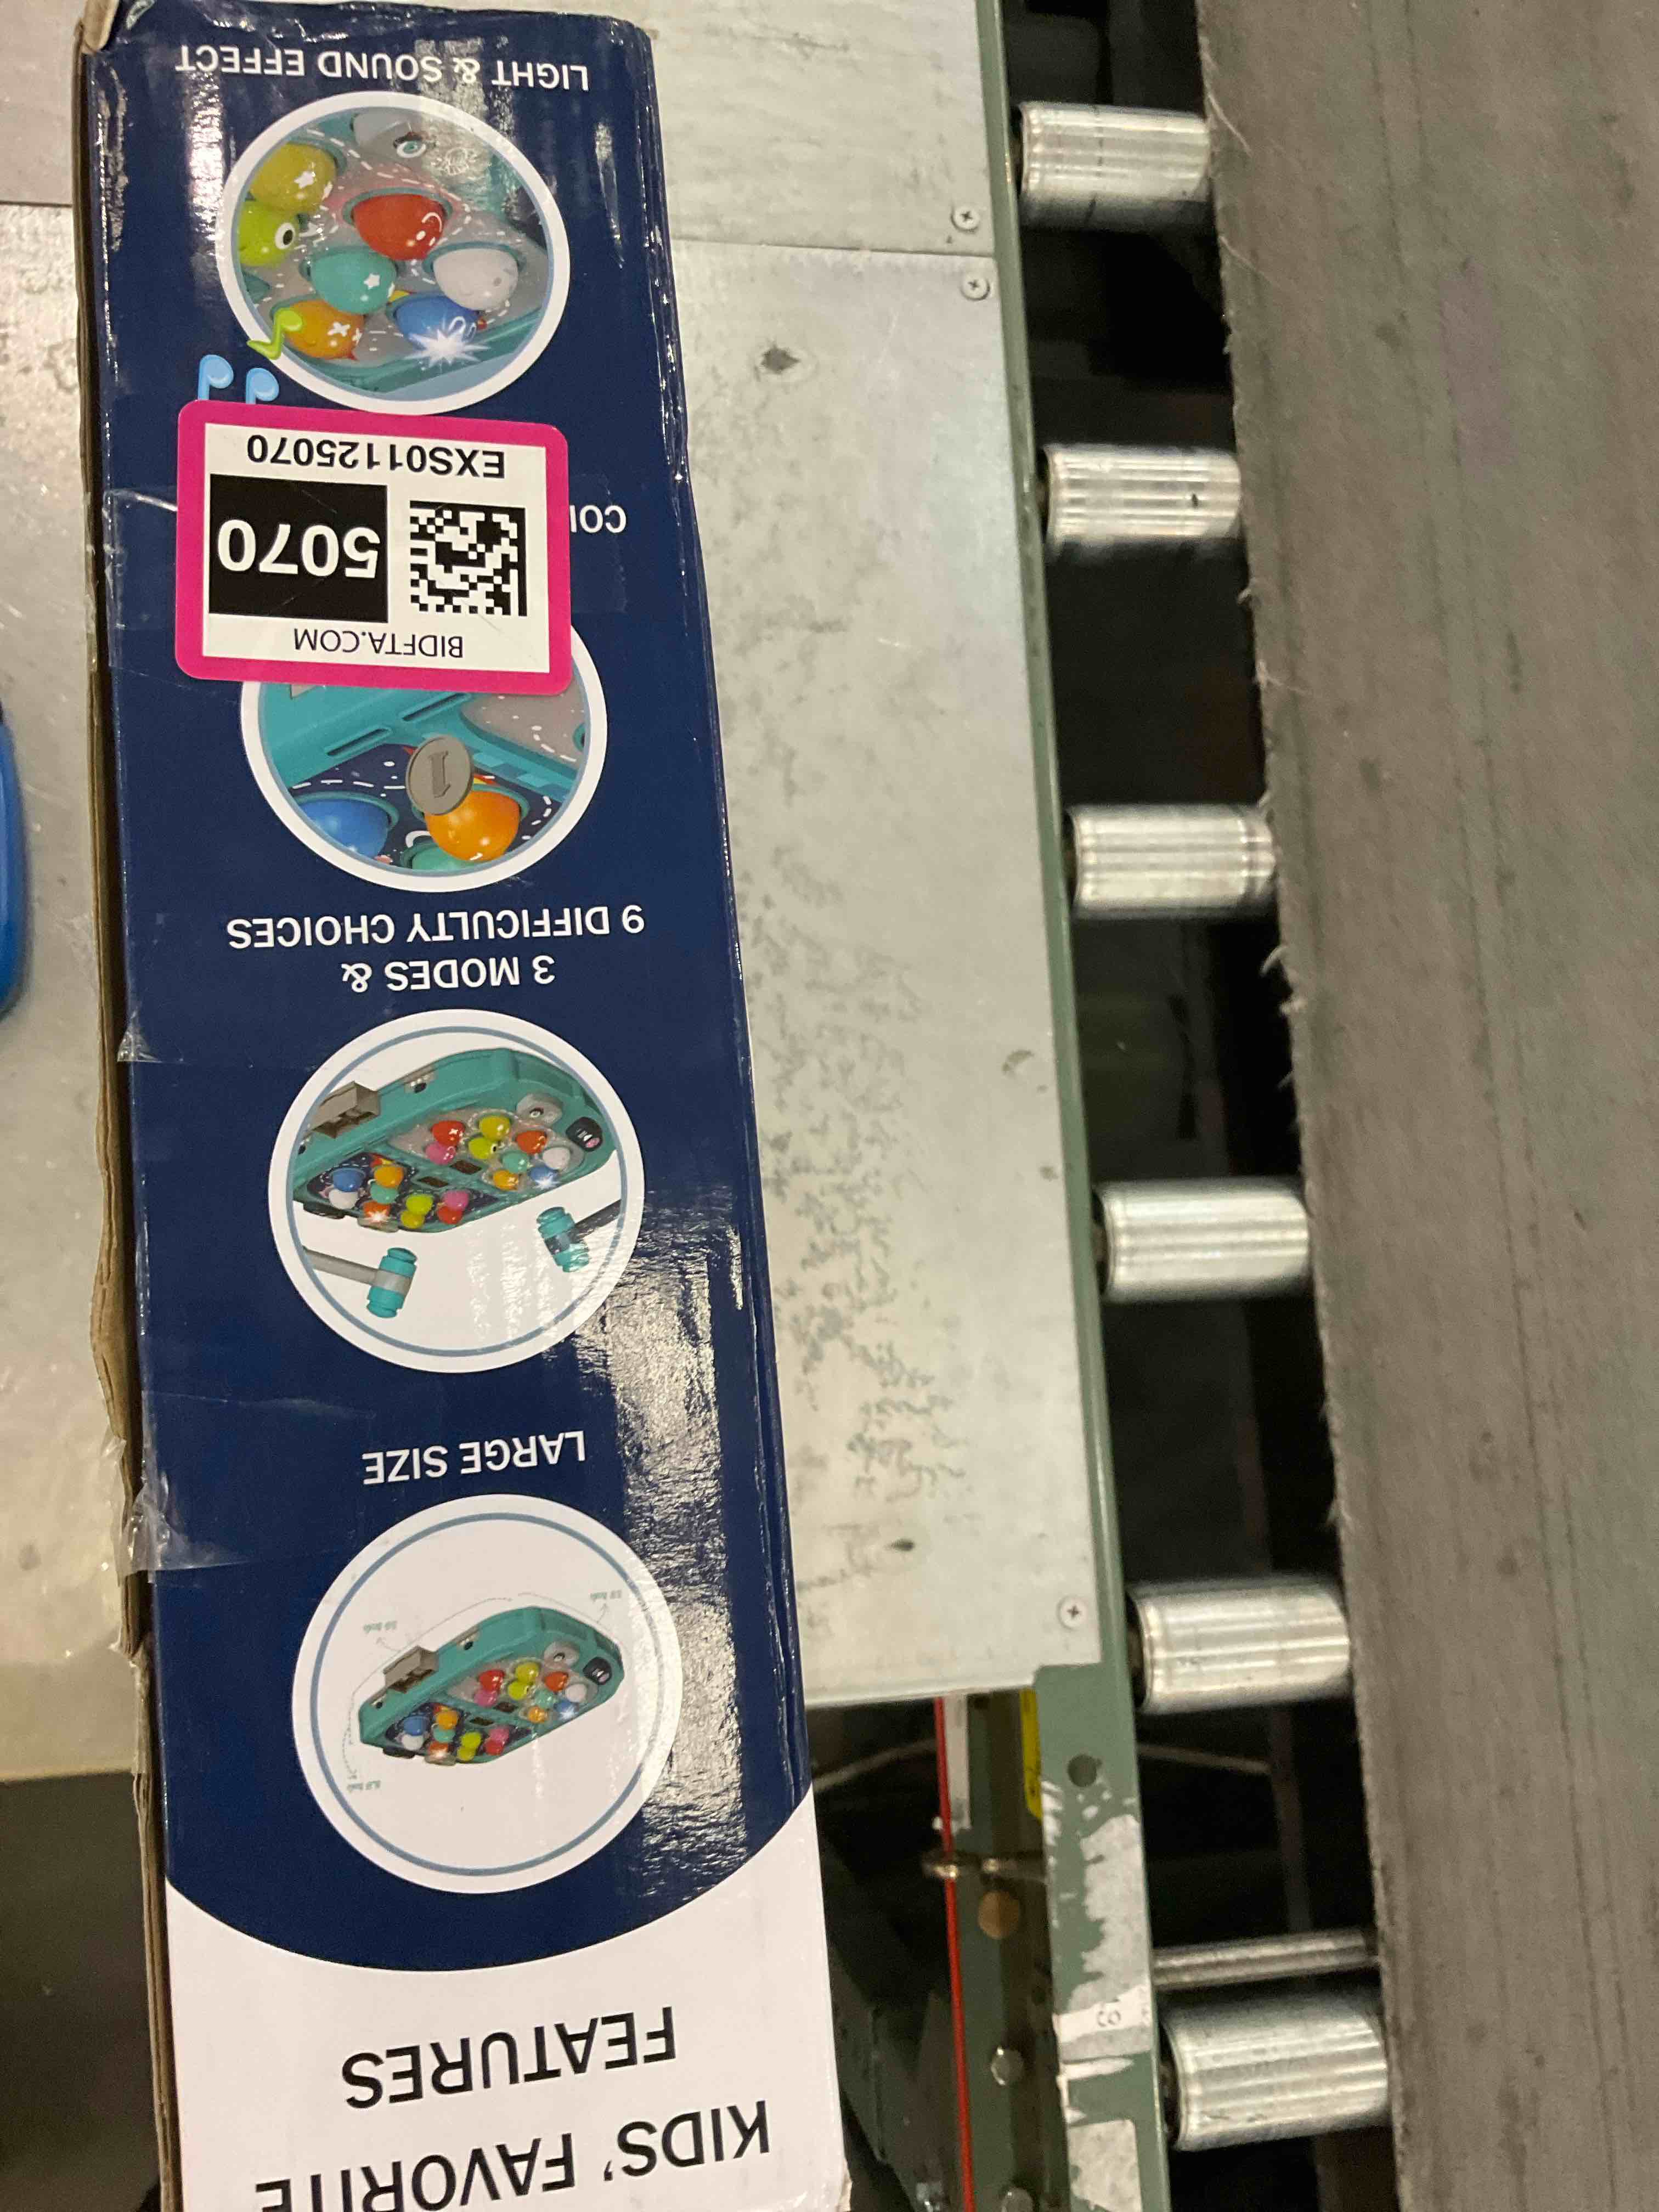 KIDS' FAVORITE
FEATURES
LARGE SIZE
3 MODES &
9 DIFFICULTY CHOICES
BIDFTA.COM
5070
EXS01125070
LIGHT & SOUND EFFECT